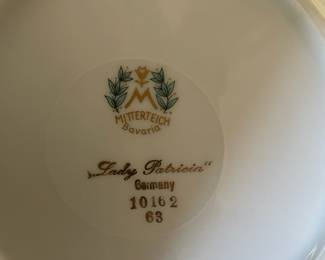 M
MITTERTEICH
Bavaria
„Lady Patricia“
Germany
10162
63